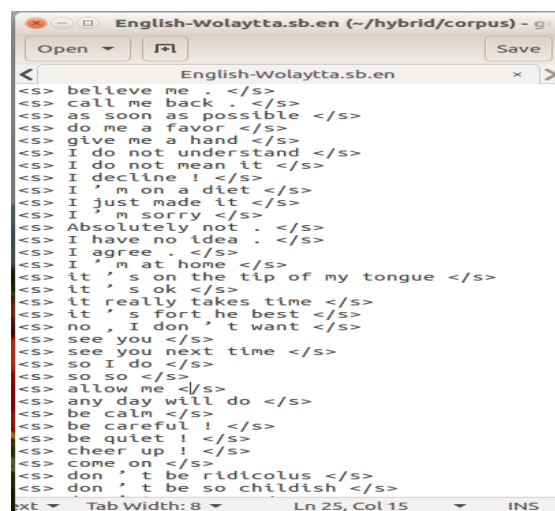 English-Wolaytta.sb.en (~/hybrid/corpus) - g
Open Save
English-Wolaytta.sb.en ×
<s> believe me . </s>
<s> call me back . </s>
<s> as soon as possible </s>
<s> do me a favor </s>
<s> give me a hand </s>
<s> I do not understand </s>
<s> I do not mean it </s>
<s> I decline ! </s>
<s> I ’ m on a diet </s>
<s> I just made it </s>
<s> I ’ m sorry </s>
<s> Absolutely not . </s>
<s> I have no idea . </s>
<s> I agree . </s>
<s> I ’ m at home </s>
<s> it ’ s on the tip of my tongue </s>
<s> it ’ s ok </s>
<s> it really takes time </s>
<s> it ’ s fort he best </s>
<s> no , I don ’ t want </s>
<s> see you </s>
<s> see you next time </s>
<s> so I do </s>
<s> so so </s>
<s> allow me </s>
<s> any day will do </s>
<s> be calm </s>
<s> be careful ! </s>
<s> be quiet ! </s>
<s> cheer up ! </s>
<s> come on </s>
<s> don ’ t be ridicolus </s>
<s> don ’ t be so childish </s>
ext Tab Width: 8 Ln 25, Col 15 INS